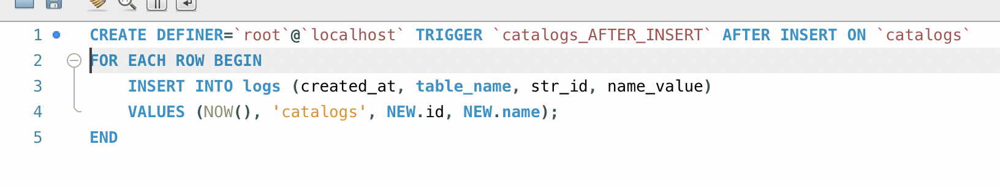 1 CREATE DEFINER=`root`@`localhost` TRIGGER `catalogs_AFTER_INSERT` AFTER INSERT ON `catalogs`
2 FOR EACH ROW BEGIN
3 INSERT INTO logs (created_at, table_name, str_id, name_value)
4 VALUES (NOW(), 'catalogs', NEW.id, NEW.name);
5 END